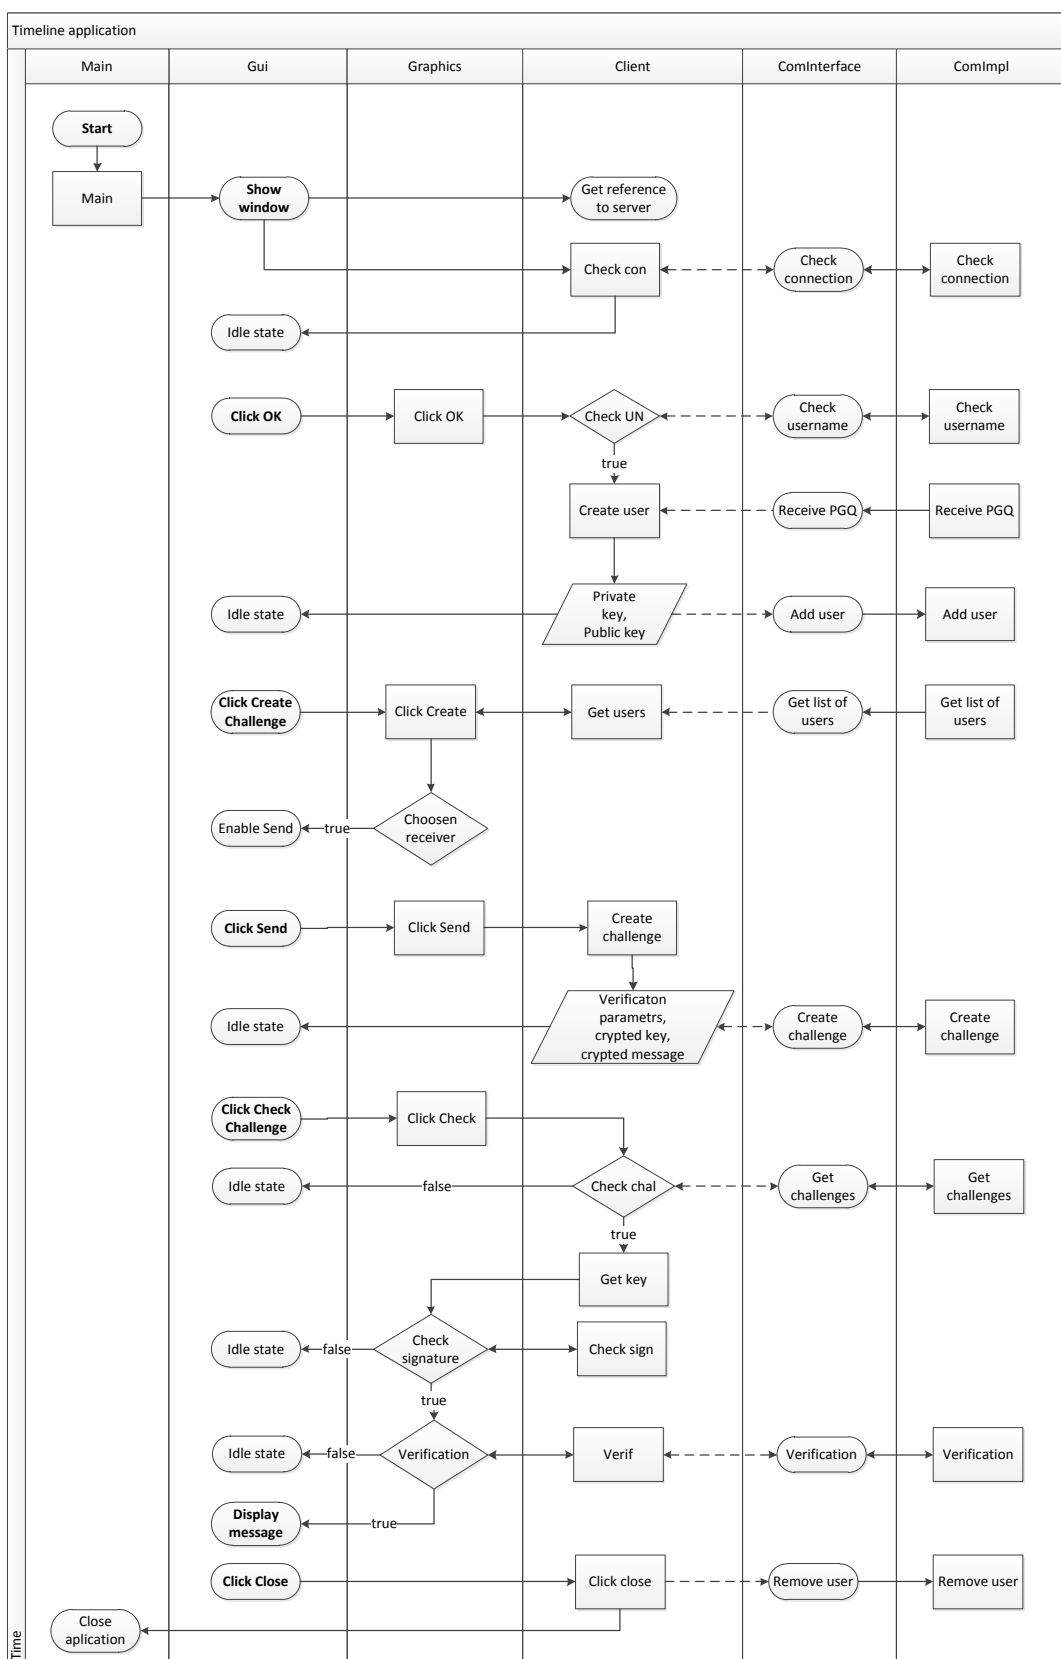 Timeline application
Main
Gui
Graphics
Client
ComInterface
ComImpl
Start
Main
Show
window
Get reference
to server
Check con
Check
connection
Check
connection
Idle state
Click OK
Click OK
Check UN
Check
username
Check
username
true
Create user
Receive PGQ
Receive PGQ
Idle state
Private
key,
Public key
Add user
Add user
Click Create
Challenge
Click Create
Get users
Get list of
users
Get list of
users
Enable Send
true
Choosen
receiver
Click Send
Click Send
Create
challenge
Idle state
Verificaton
parametrs,
crypted key,
crypted message
Create
challenge
Create
challenge
Click Check
Challenge
Click Check
Idle state
false
Check chal
Get
challenges
Get
challenges
true
Get key
Idle state
false
Check
signature
Check sign
true
Idle state
false
Verification
Verif
Verification
Verification
Display
message
true
Click Close
Click close
Remove user
Remove user
Close
aplication
Time